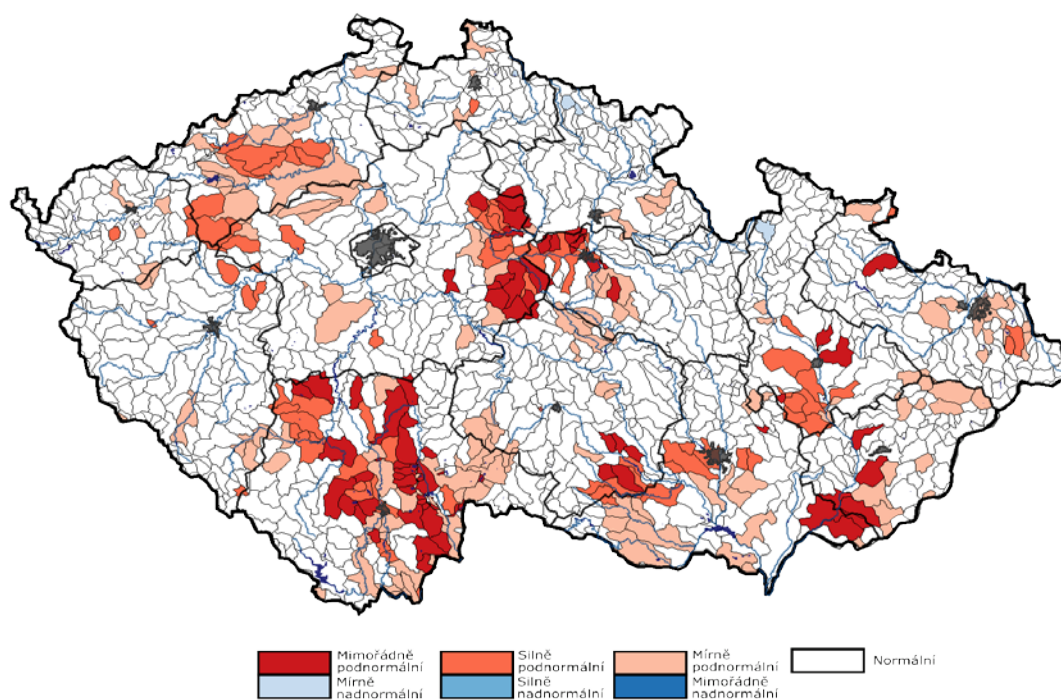 Mimořádně
podnormální
Silně
podnormální
Mírně
podnormální
Normální
Mírně
nadnormální
Silně
nadnormální
Mimořádně
nadnormální